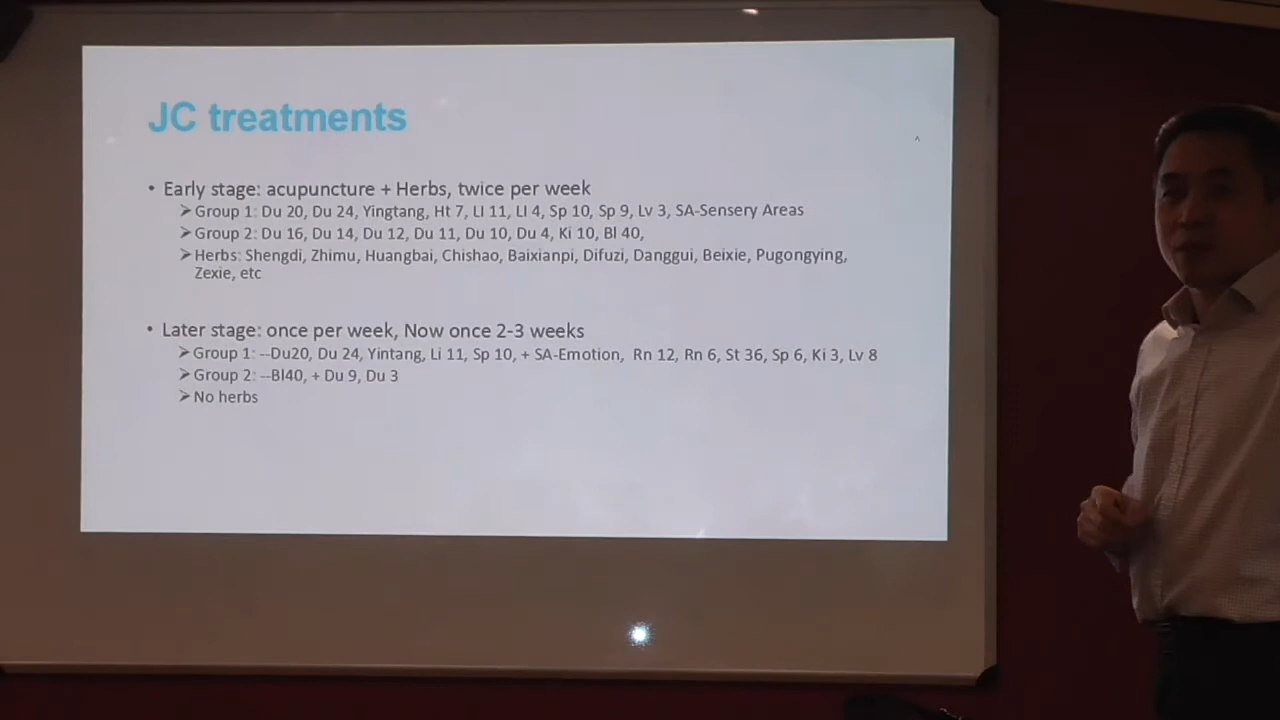 JC treatments
• Early stage: acupuncture + Herbs, twice per week
➢ Group 1: Du 20, Du 24, Yingtang, Ht 7, LI 11, LI 4, Sp 10, Sp 9, Lv 3, SA-Sensery Areas
➢ Group 2: Du 16, Du 14, Du 12, Du 11, Du 10, Du 4, Ki 10, Bl 40,
➢ Herbs: Shengdi, Zhimu, Huangbai, Chishao, Baixianpi, Difuzi, Danggui, Beixie, Pugongying,
Zexie, etc
• Later stage: once per week, Now once 2-3 weeks
➢ Group 1: --Du20, Du 24, Yintang, Li 11, Sp 10, + SA-Emotion, Rn 12, Rn 6, St 36, Sp 6, Ki 3, Lv 8
➢ Group 2: --Bl40, + Du 9, Du 3
➢ No herbs